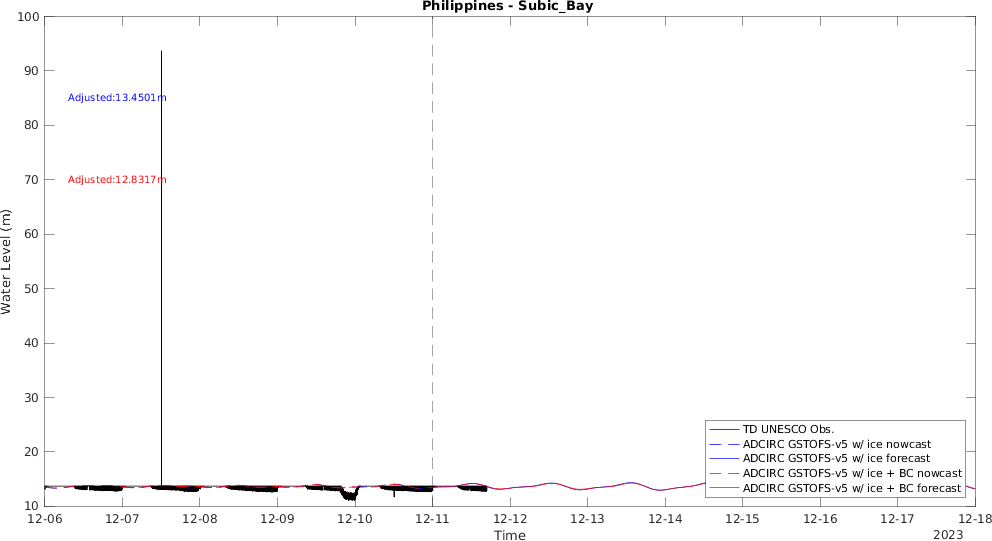 Philippines - Subic_Bay
100
90
80
70
60
50
40
30
20
10
Water Level (m)
Adjusted:13.4501m
Adjusted:12.8317m
TD UNESCO Obs.
ADCIRC GSTOFS-v5 w/ ice nowcast
ADCIRC GSTOFS-v5 w/ ice forecast
ADCIRC GSTOFS-v5 w/ ice + BC nowcast
ADCIRC GSTOFS-v5 w/ ice + BC forecast
12-06 12-07 12-08 12-09 12-10 12-11 12-12 12-13 12-14 12-15 12-16 12-17 12-18
Time
2023